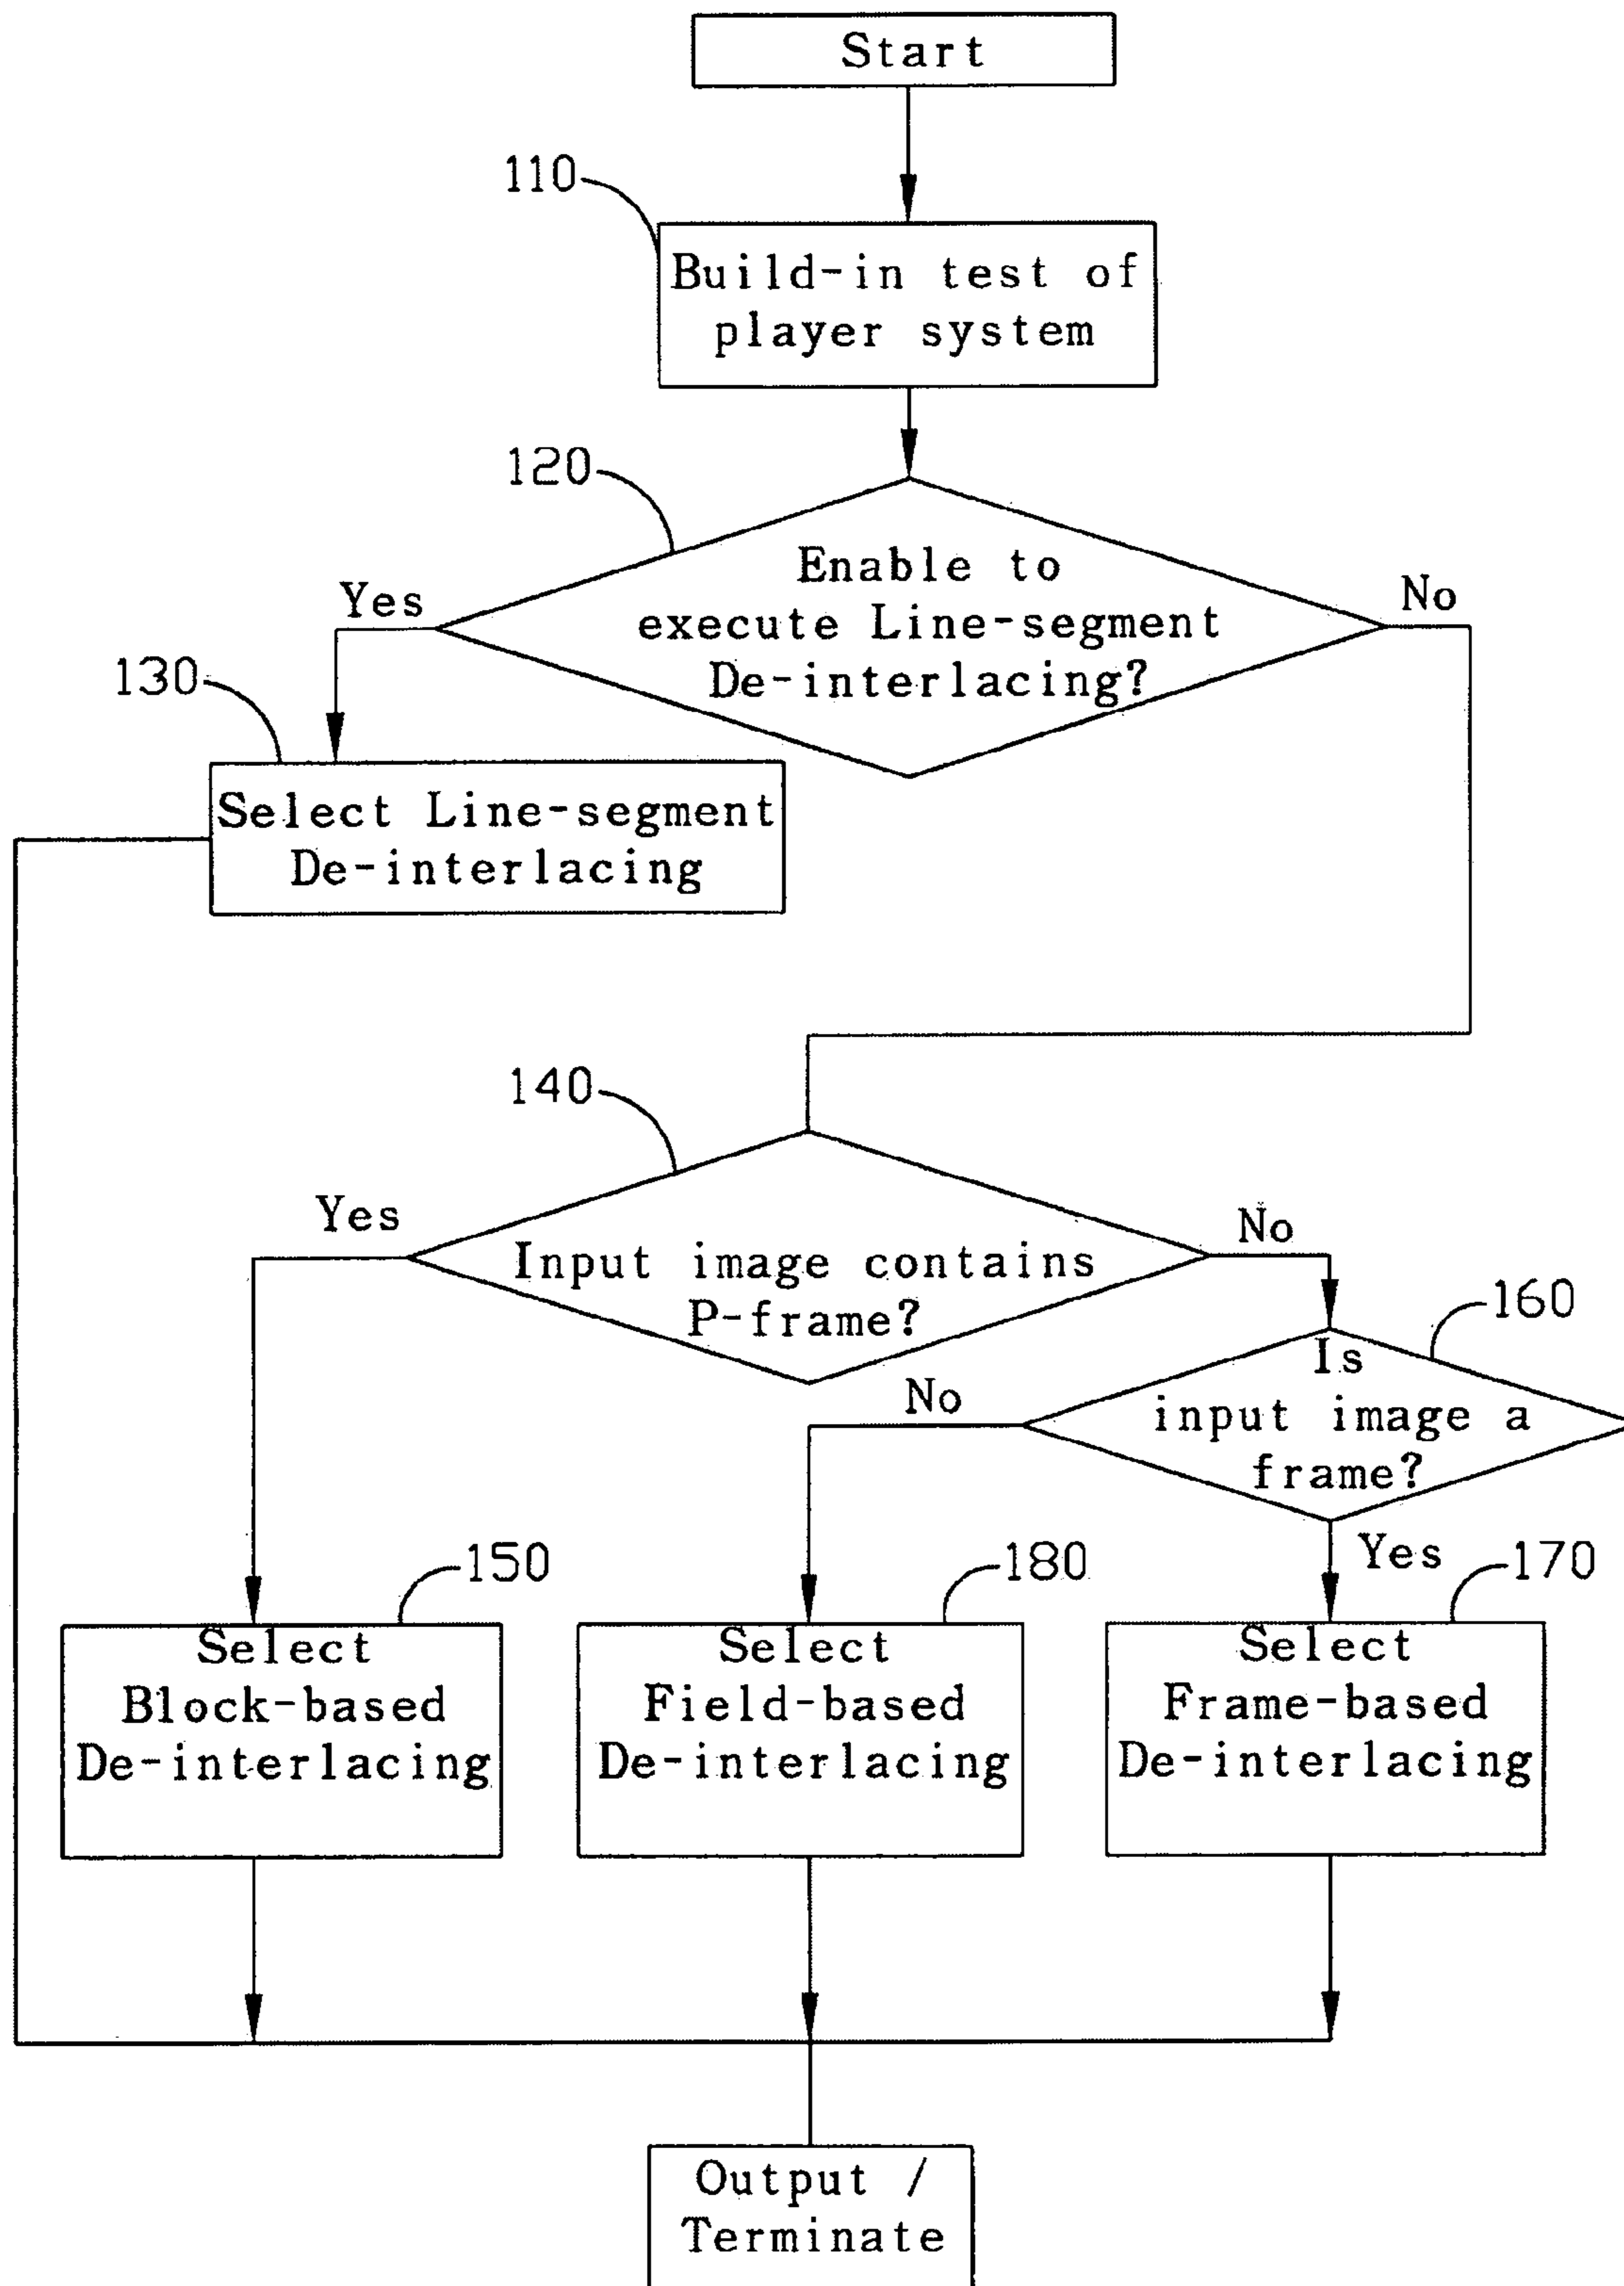 Start
110
Build-in test of
player system
120
Enable to
execute Line-segment
De-interlacing?
Yes
No
130
Select Line-segment
De-interlacing
140
Yes
Input image contains
P-frame?
No
160
Is
input image a
frame?
No
Yes
150
180
170
Select
Block-based
De-interlacing
Select
Field-based
De-interlacing
Select
Frame-based
De-interlacing
Output /
Terminate